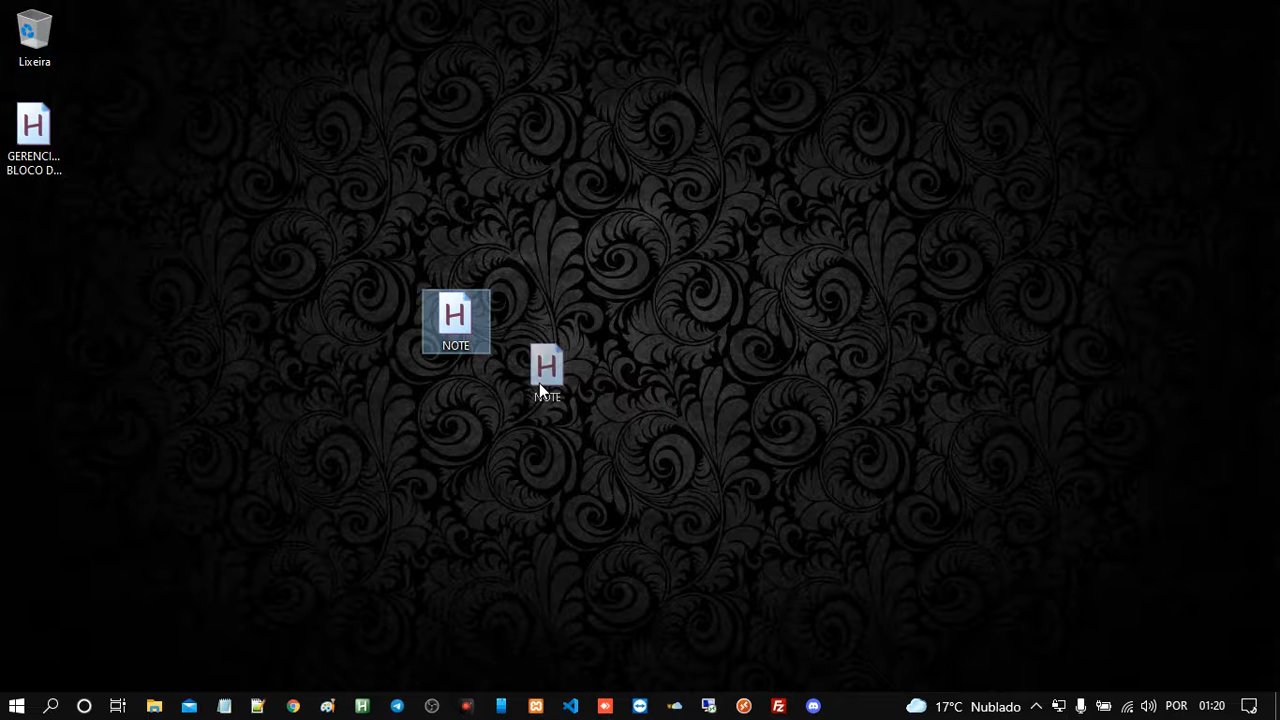 Lixeira
GERENCI...
BLOCO D...
H
NOTE
H
NOTE
H
17°C Nublado
POR
01:20